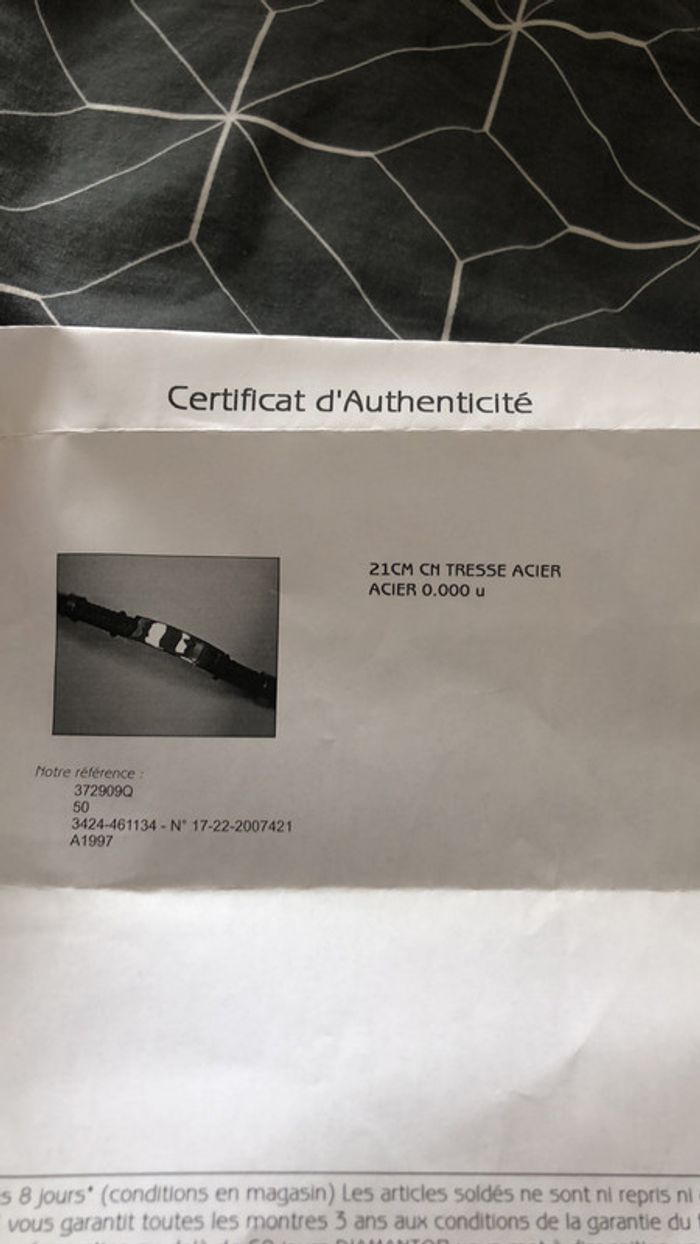 Certificat d'Authenticité
21CM CN TRESSE ACIER
ACIER 0.000 u
Notre référence :
372909Q
50
3424-461134 - N° 17-22-2007421
A1997
s 8 jours* (conditions en magasin) Les articles soldés ne sont ni repris ni
vous garantit toutes les montres 3 ans aux conditions de la garantie du